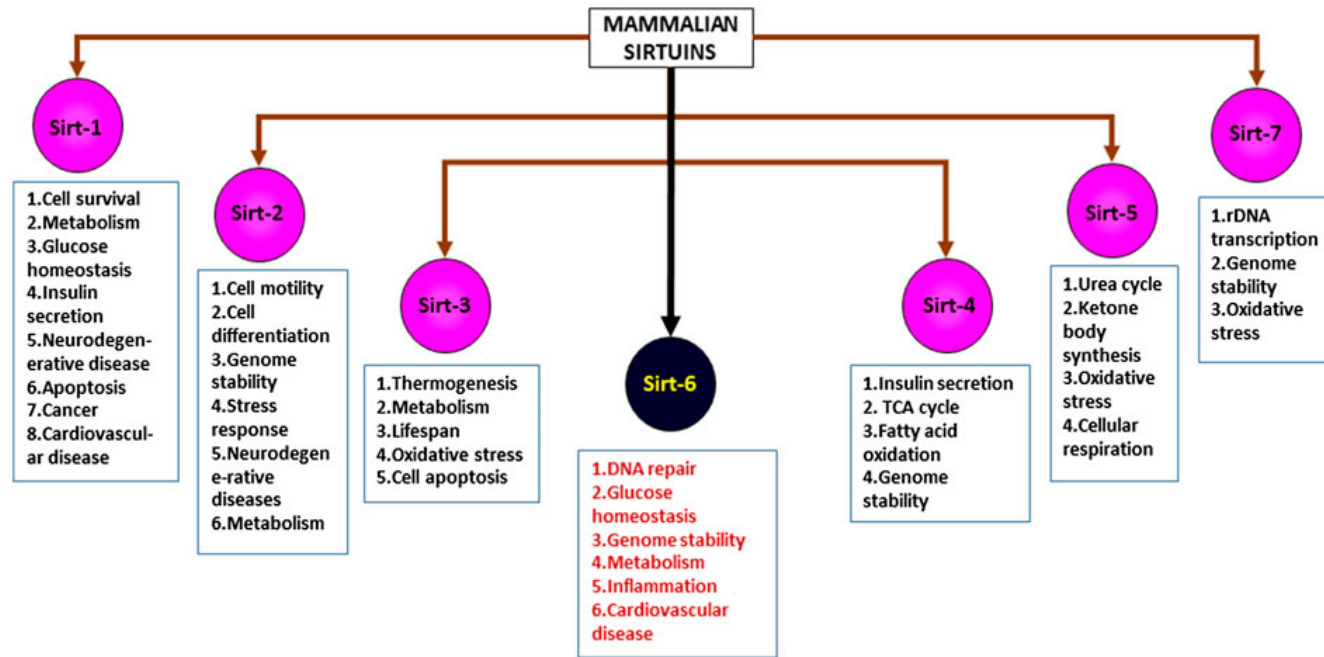 MAMMALIAN
SIRTUINS
Sirt-1
1.Cell survival
2.Metabolism
3.Glucose
homeostasis
4.Insulin
secretion
5.Neurodegen-
erative disease
6.Apoptosis
7.Cancer
8.Cardiovascul-
ar disease
Sirt-2
1.Cell motility
2.Cell
differentiation
3.Genome
stability
4.Stress
response
5.Neurodegen
e-rative
diseases
6.Metabolism
Sirt-3
1.Thermogenesis
2.Metabolism
3.Lifespan
4.Oxidative stress
5.Cell apoptosis
Sirt-6
1.DNA repair
2.Glucose
homeostasis
3.Genome stability
4.Metabolism
5.Inflammation
6.Cardiovascular
disease
Sirt-4
1.Insulin secretion
2. TCA cycle
3.Fatty acid
oxidation
4.Genome
stability
Sirt-5
1.Urea cycle
2.Ketone
body
synthesis
3.Oxidative
stress
4.Cellular
respiration
Sirt-7
1.rDNA
transcription
2.Genome
stability
3.Oxidative
stress